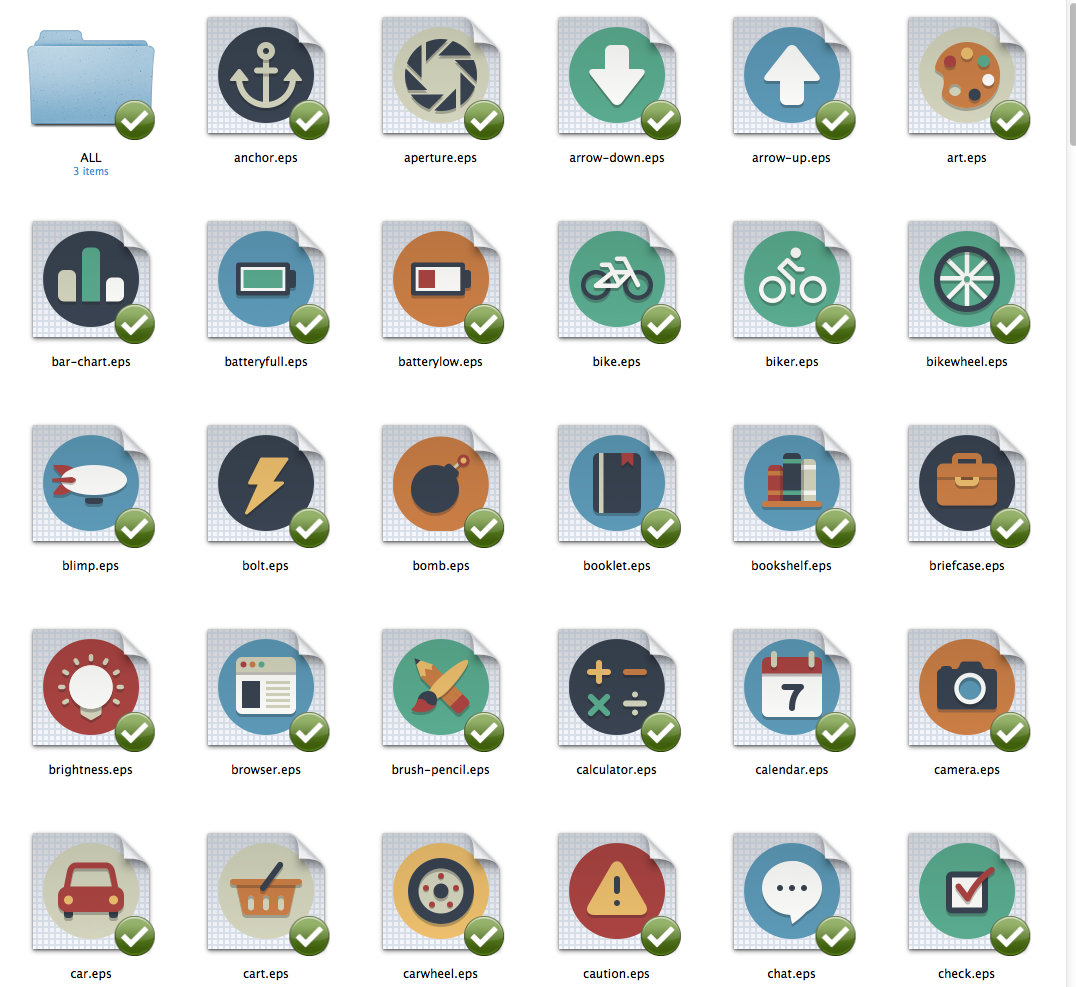 ALL
3 items
anchor.eps
aperture.eps
arrow-down.eps
arrow-up.eps
art.eps
bar-chart.eps
batteryfull.eps
batterylow.eps
bike.eps
biker.eps
bikewheel.eps
blimp.eps
bolt.eps
bomb.eps
booklet.eps
bookshelf.eps
briefcase.eps
brightness.eps
browser.eps
brush-pencil.eps
calculator.eps
7
calendar.eps
camera.eps
car.eps
cart.eps
carwheel.eps
!
caution.eps
chat.eps
check.eps